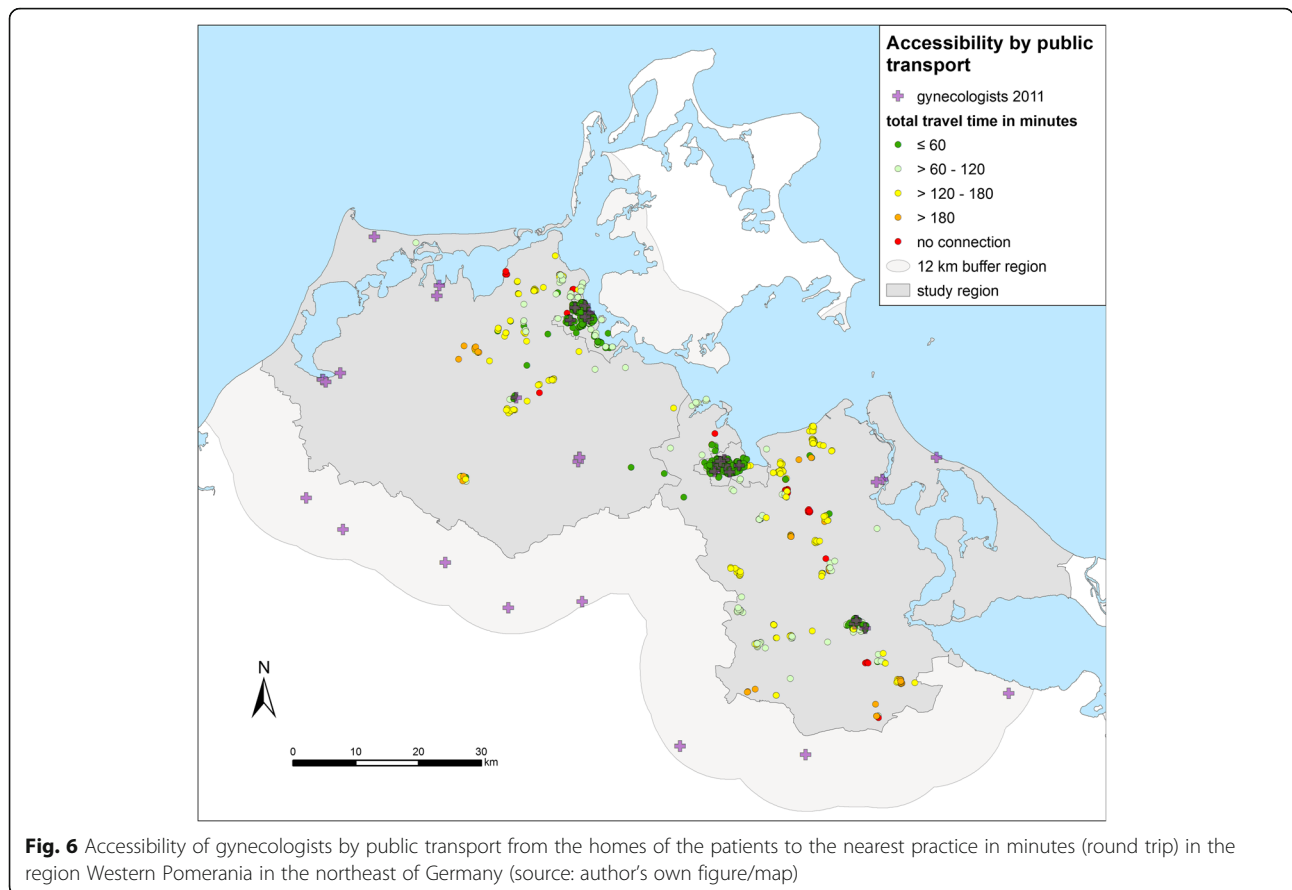 Accessibility by public
transport
gynecologists 2011
total travel time in minutes
≤ 60
> 60 - 120
> 120 - 180
> 180
no connection
12 km buffer region
study region
N
0 10 20 30
km
Fig. 6 Accessibility of gynecologists by public transport from the homes of the patients to the nearest practice in minutes (round trip) in the
region Western Pomerania in the northeast of Germany (source: author's own figure/map)